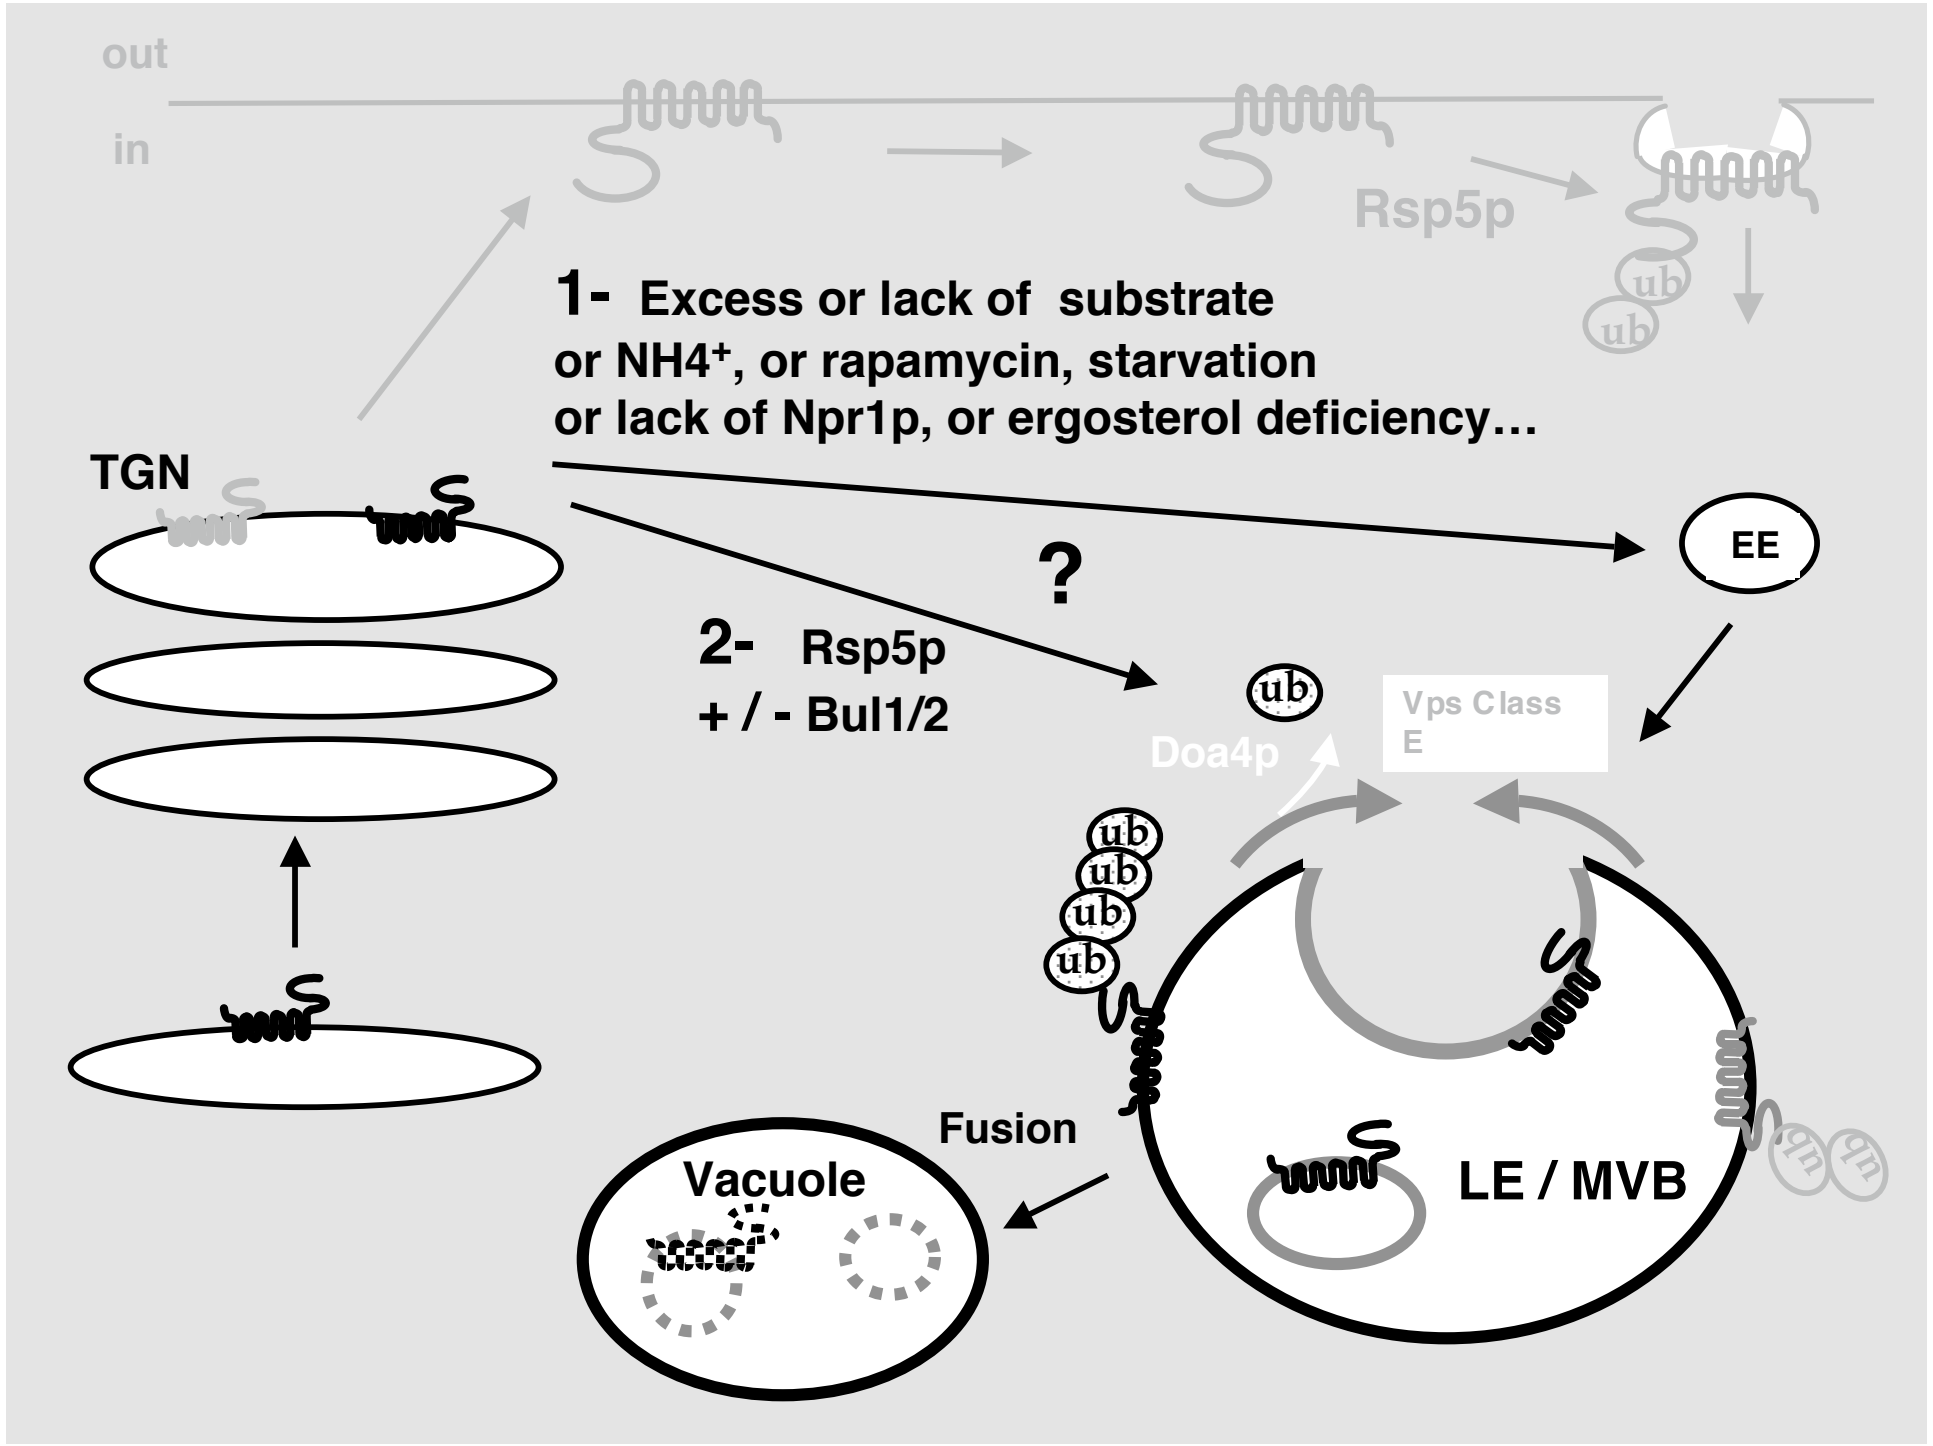 out
in
Rsp5p
ub
ub
1- Excess or lack of substrate
or NH4⁺, or rapamycin, starvation
or lack of Npr1p, or ergosterol deficiency…
TGN
EE
?
2- Rsp5p
+ / - Bul1/2
ub
Vps Class
E
Doa4p
ub
ub
ub
ub
Fusion
Vacuole
LE / MVB
ub
ub